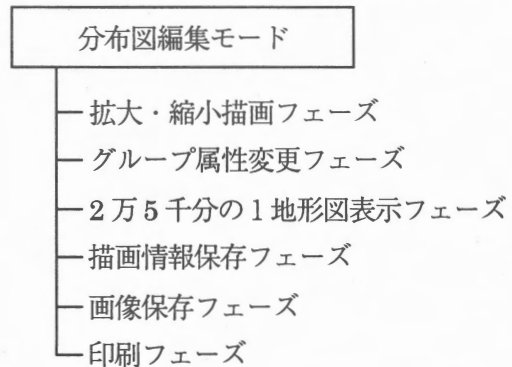 分布図編集モード
拡大・縮小描画フェーズ
グループ属性変更フェーズ
2万5千分の1地形図表示フェーズ
描画情報保存フェーズ
画像保存フェーズ
印刷フェーズ